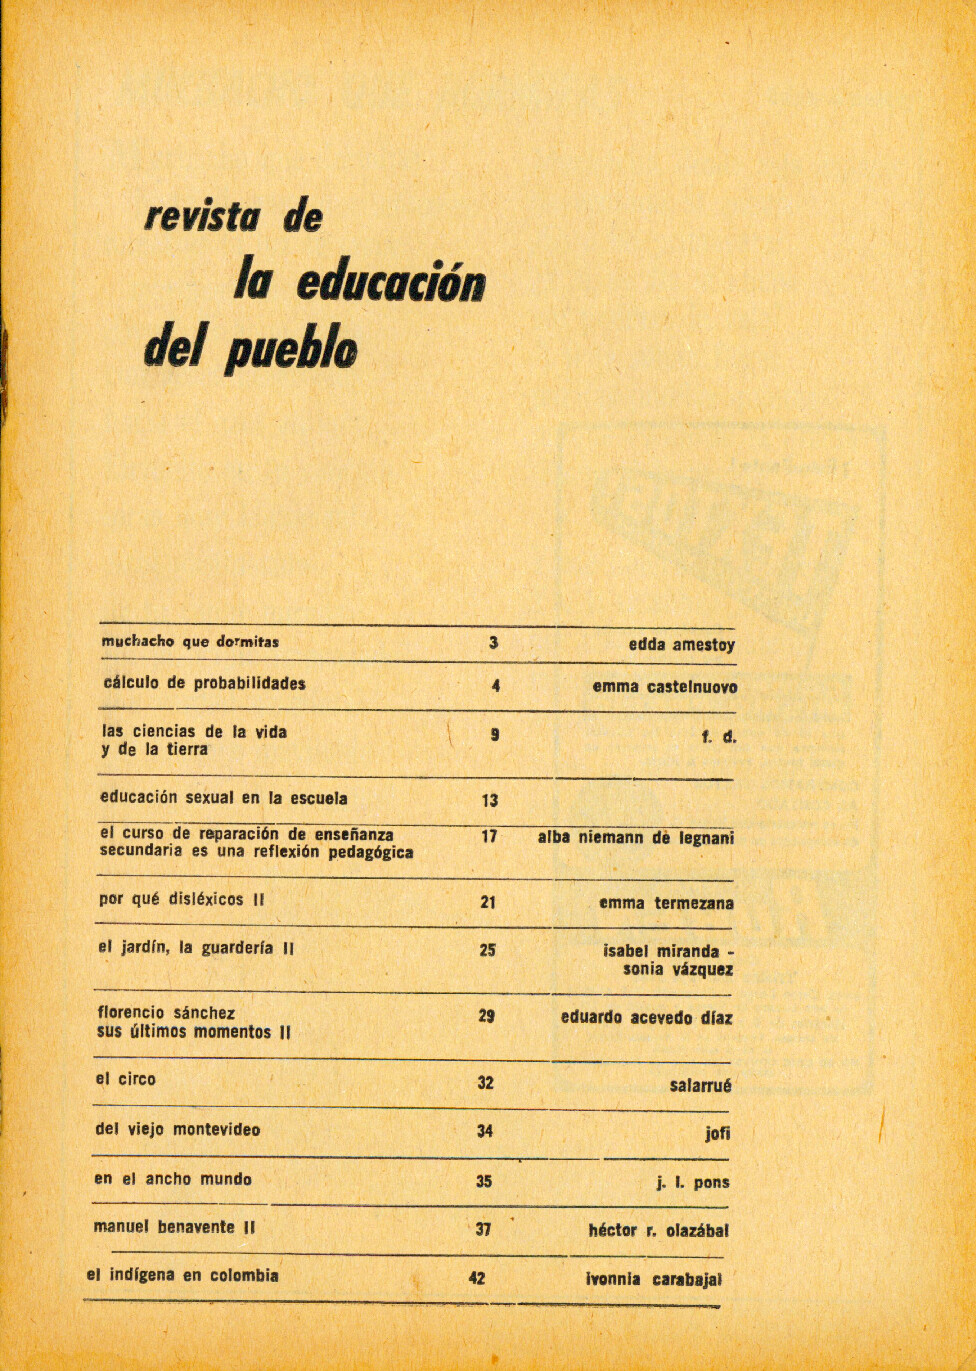 revista de
la educación
del pueblo
muchacho que dormitas 3 edda amestoy
cálculo de probabilidades 4 emma castelnuovo
las ciencias de la vida 9 f. d.
y de la tierra
educación sexual en la escuela 13
el curso de reparación de enseñanza 17 alba niemann de legnani
secundaria es una reflexión pedagógica
por qué disléxicos II 21 emma termezana
el jardín, la guardería II 25 isabel miranda -
sonia vázquez
florencio sánchez 29 eduardo acevedo díaz
sus últimos momentos II
el circo 32 salarrué
del viejo montevideo 34 jofi
en el ancho mundo 35 j. l. pons
manuel benavente II 37 héctor r. olazábal
el indígena en colombia 42 ivonnia carabajal